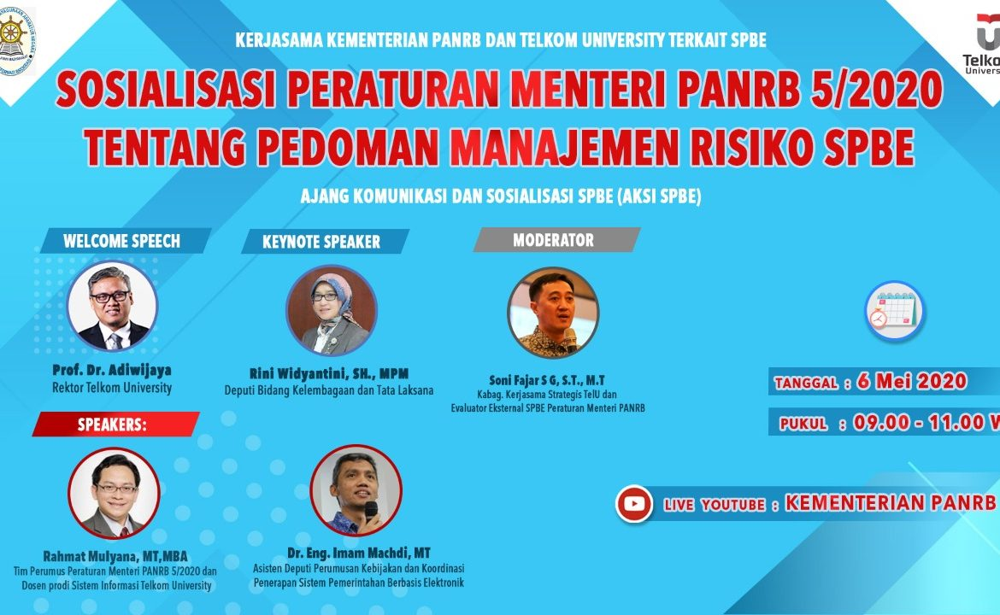 KERJASAMA KEMENTERIAN PANRB DAN TELKOM UNIVERSITY TERKAIT SPBE
SOSIALISASI PERATURAN MENTERI PANRB 5/2020
TENTANG PEDOMAN MANAJEMEN RISIKO SPBE
AJANG KOMUNIKASI DAN SOSIALISASI SPBE (AKSI SPBE)
Telko
Univers
WELCOME SPEECH
Prof. Dr. Adiwijaya
Rektor Telkom University
KEYNOTE SPEAKER
Rini Widyantini, SH., MPM
Deputi Bidang Kelembagaan dan Tata Laksana
MODERATOR
Soni Fajar S G, S.T., M.T
Kabag. Kerjasama Strategis TelU dan
Evaluator Eksternal SPBE Peraturan Menteri PANRB
TANGGAL : 6 Mei 2020
PUKUL : 09.00 - 11.00 W
SPEAKERS:
Rahmat Mulyana, MT,MBA
Tim Perumus Peraturan Menteri PANRB 5/2020 dan
Dosen prodi Sistem Informasi Telkom University
Dr. Eng. Imam Machdi, MT
Asisten Deputi Perumusan Kebijakan dan Koordinasi
Penerapan Sistem Pemerintahan Berbasis Elektronik
LIVE YOUTUBE : KEMENTERIAN PANRB